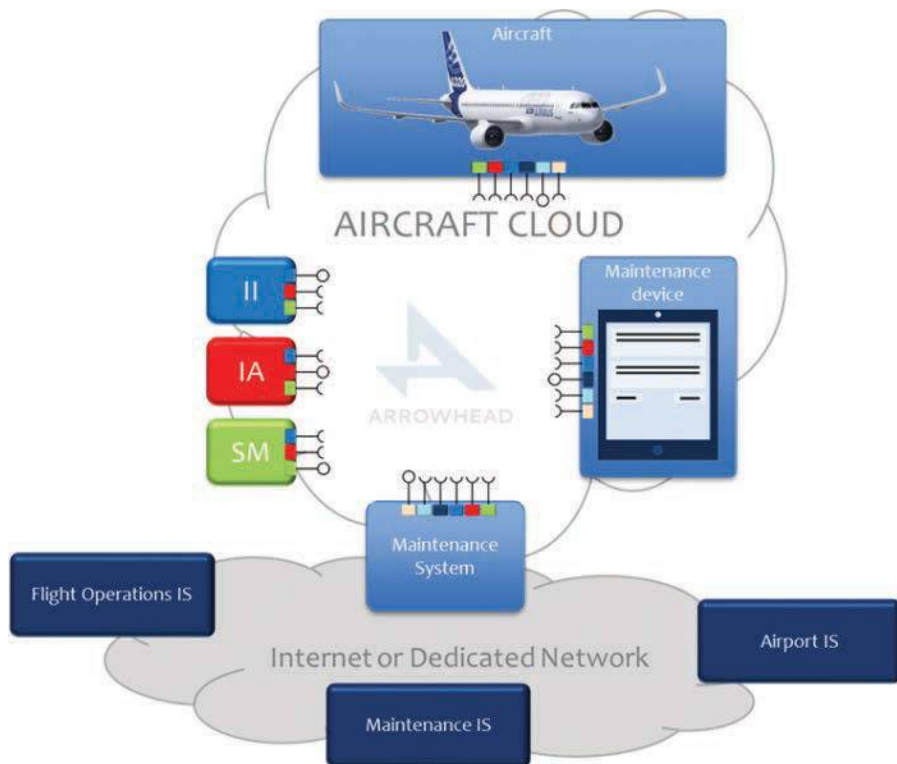 Aircraft
AIRCRAFT CLOUD
II
IA
SM
Maintenance
device
ARROWHEAD
Maintenance
System
Flight Operations IS
Airport IS
Internet or Dedicated Network
Maintenance IS